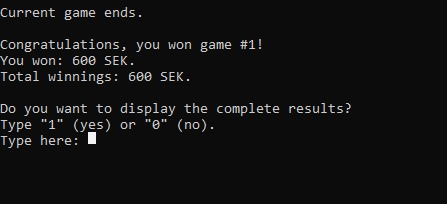 Current game ends.
Congratulations, you won game #1!
You won: 600 SEK.
Total winnings: 600 SEK.
Do you want to display the complete results?
Type "1" (yes) or "0" (no).
Type here: